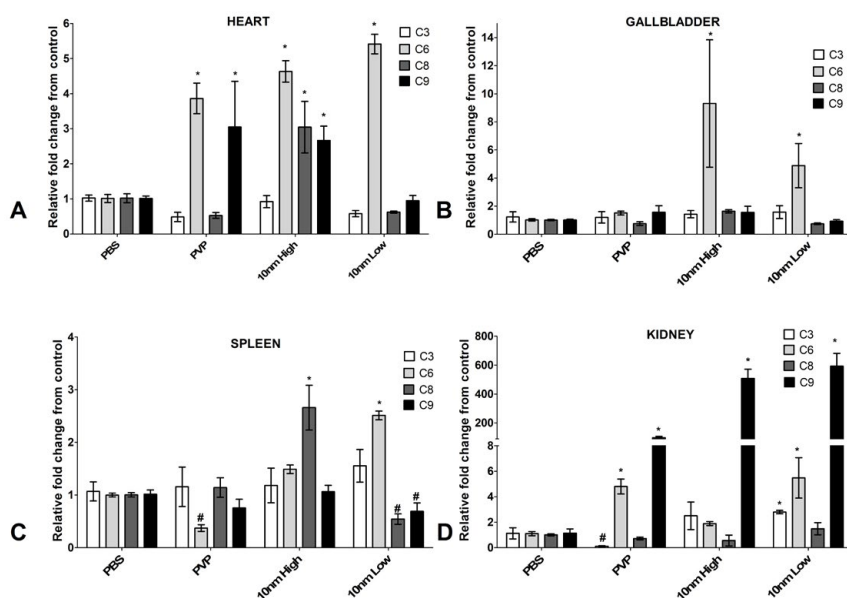 HEART
Relative fold change from control
6
5
4
3
2
1
0
* * * * * *
C3
C6
C8
C9
PBS
PVP
10nm High
10nm Low
A
GALLBLADDER
Relative fold change from control
14
12
10
8
6
4
2
0
* *
C3
C6
C8
C9
PBS
PVP
10nm High
10nm Low
B
SPLEEN
Relative fold change from control
4
3
2
1
0
# * * # #
C3
C6
C8
C9
PBS
PVP
10nm High
10nm Low
C
KIDNEY
Relative fold change from control
800
600
400
200
8
6
4
2
0
# * * * * * *
C3
C6
C8
C9
PBS
PVP
10nm High
10nm Low
D